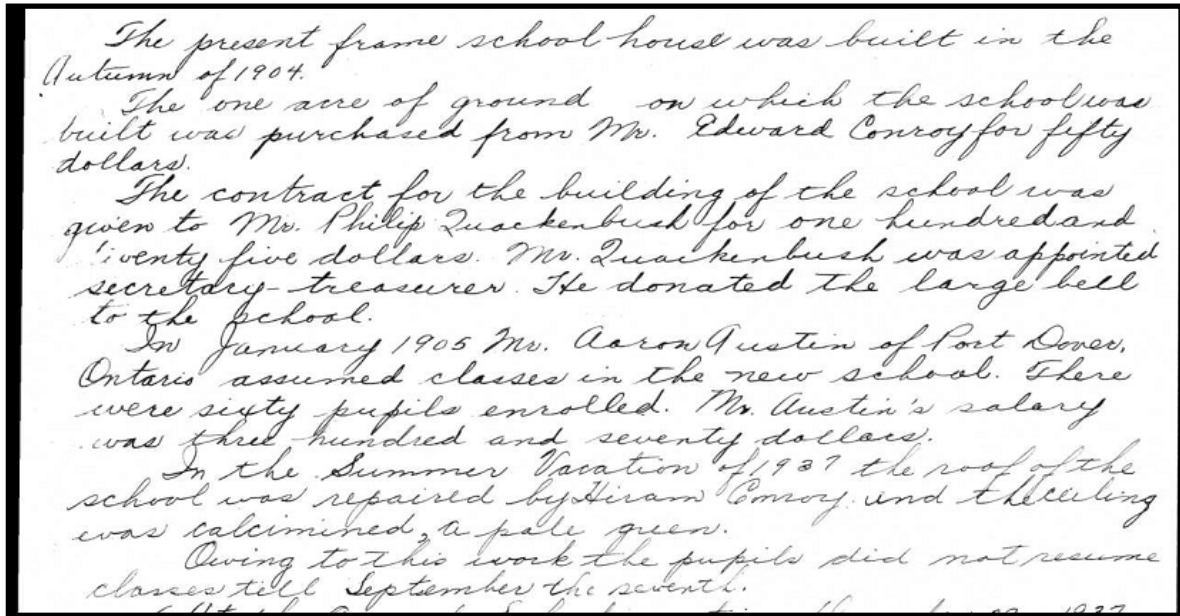 The present frame school house was built in the
Autumn of 1904.
The one acre of ground on which the school was
built was purchased from Mr. Edward Conroy for fifty
dollars.
The contract for the building of the school was
given to Mr. Philip Quackenbush for one hundred and
twenty five dollars. Mr. Quackenbush was appointed
secretary-treasurer. He donated the large bell
to the school.
In January 1905 Mr. Aaron Austin of Port Dover,
Ontario assumed classes in the new school. There
were sixty pupils enrolled. Mr. Austin's salary
was three hundred and seventy dollars.
In the Summer Vacation of 1937 the roof of the
school was repaired by Hiram Conroy and the ceiling
was calcimined, a pale green.
Owing to this work the pupils did not resume
classes till September the seventh.